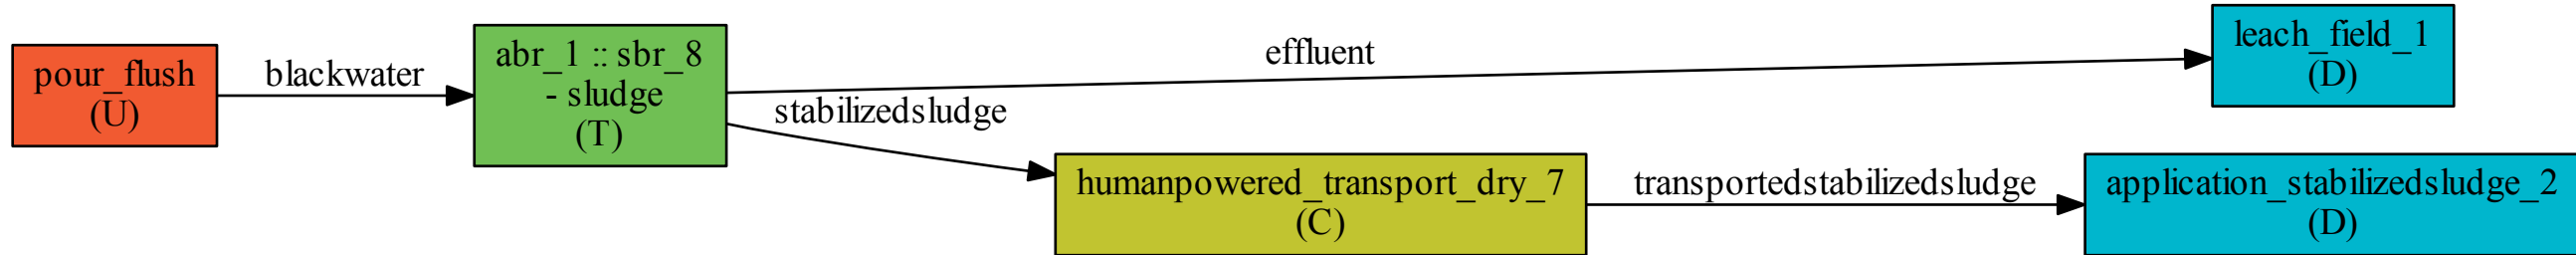 pour_flush
(U)
blackwater
abr_1 :: sbr_8
- sludge
(T)
effluent
stabilizedsludge
leach_field_1
(D)
humanpowered_transport_dry_7
(C)
transportedstabilizedsludge
application_stabilizedsludge_2
(D)